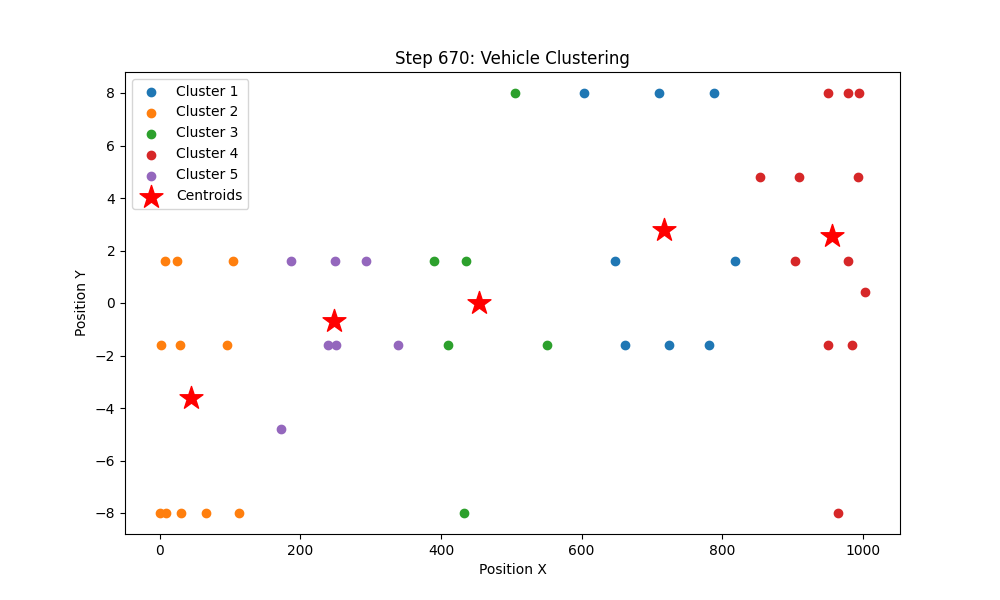 Step 670: Vehicle Clustering
Cluster 1
Cluster 2
Cluster 3
Cluster 4
Cluster 5
Centroids
Position Y
8
6
4
2
0
−2
−4
−6
−8
0 200 400 600 800 1000
Position X